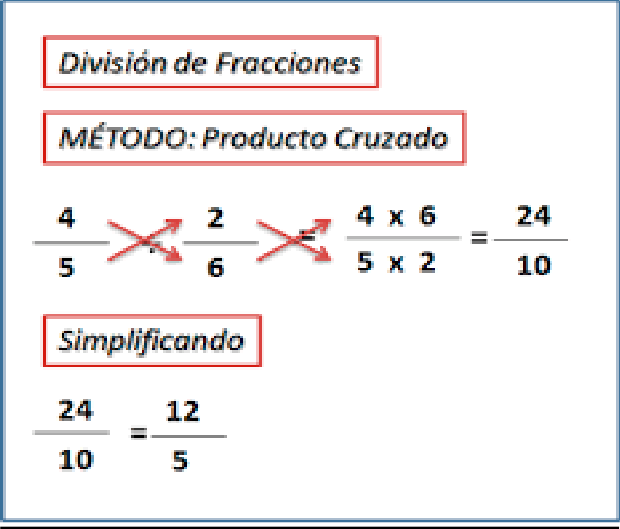 División de Fracciones
MÉTODO: Producto Cruzado
4 2 4 x 6 24
÷ = =
5 6 5 x 2 10
Simplificando
24 12
=
10 5